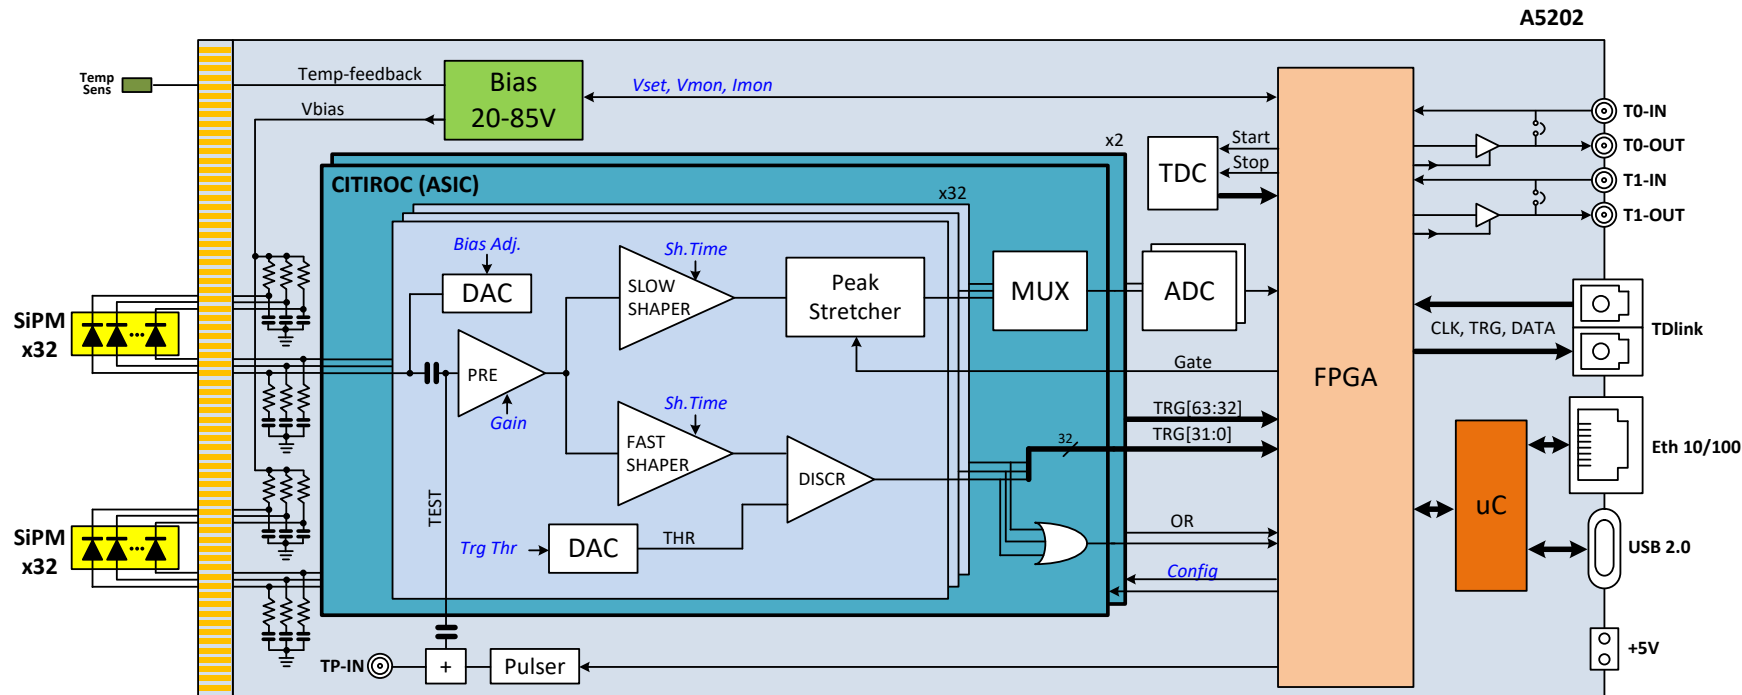 A5202
Temp
Sens
Temp-feedback
Vbias
Bias
20-85V
Vset, Vmon, Imon
T0-IN
T0-OUT
T1-IN
T1-OUT
x2
Start
Stop
TDC
CITIROC (ASIC)
x32
Bias Adj.
DAC
Sh.Time
SLOW
SHAPER
Peak
Stretcher
MUX
ADC
SiPM
x32
PRE
Gain
Gate
FPGA
CLK, TRG, DATA
TDlink
Sh.Time
FAST
SHAPER
DISCR
32
TRG[63:32]
TRG[31:0]
Eth 10/100
uC
TEST
SiPM
x32
Trg Thr
DAC
THR
OR
Config
USB 2.0
TP-IN
+
Pulser
+5V